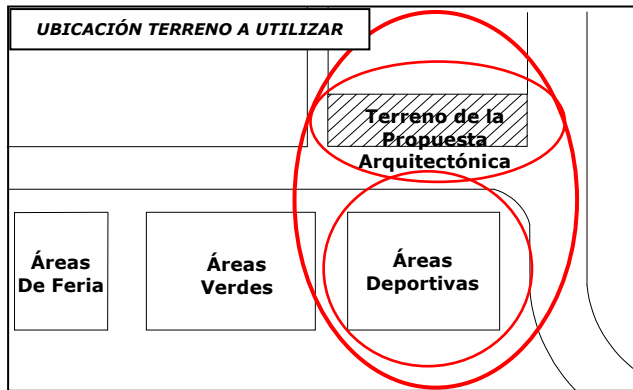 UBICACIÓN TERRENO A UTILIZAR
Terreno de la
Propuesta
Arquitectónica
Áreas
De Feria
Áreas
Verdes
Áreas
Deportivas